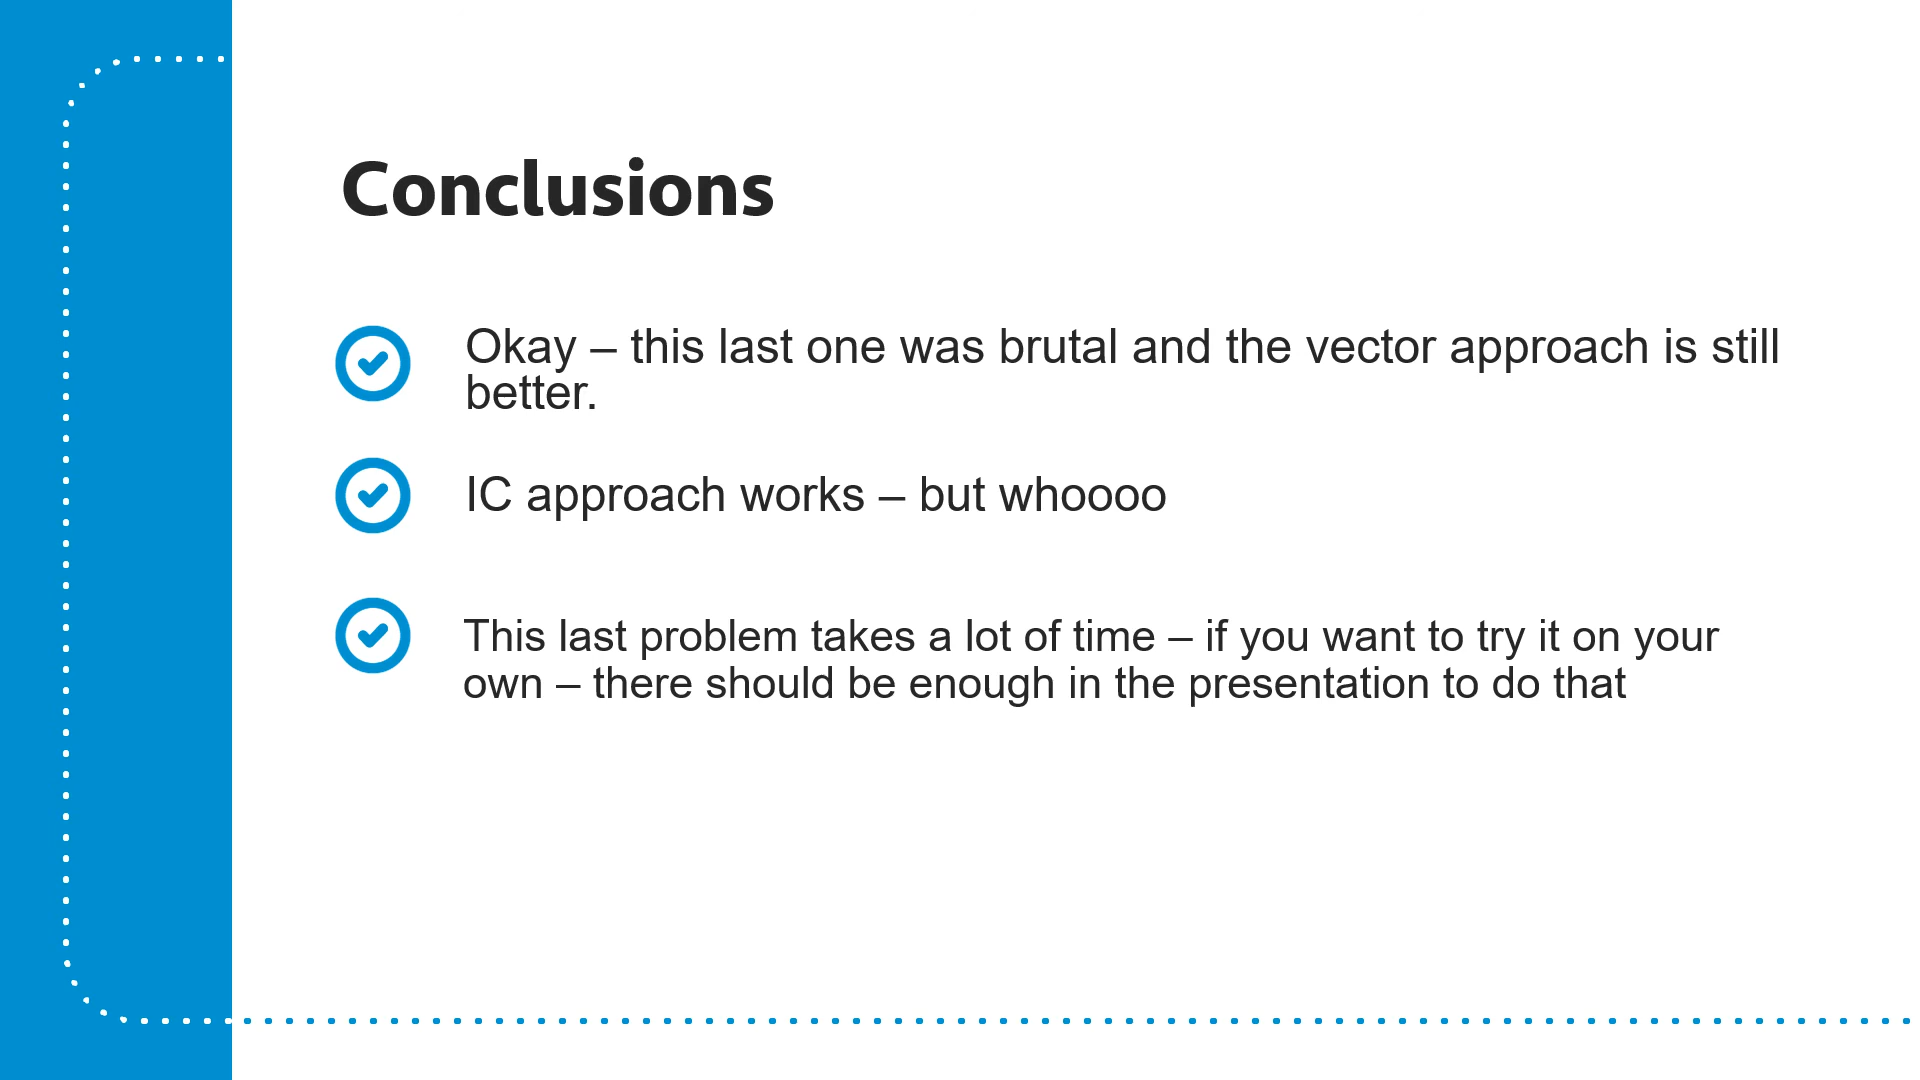 Conclusions
Okay – this last one was brutal and the vector approach is still
better.
IC approach works – but whoooo
This last problem takes a lot of time – if you want to try it on your
own – there should be enough in the presentation to do that